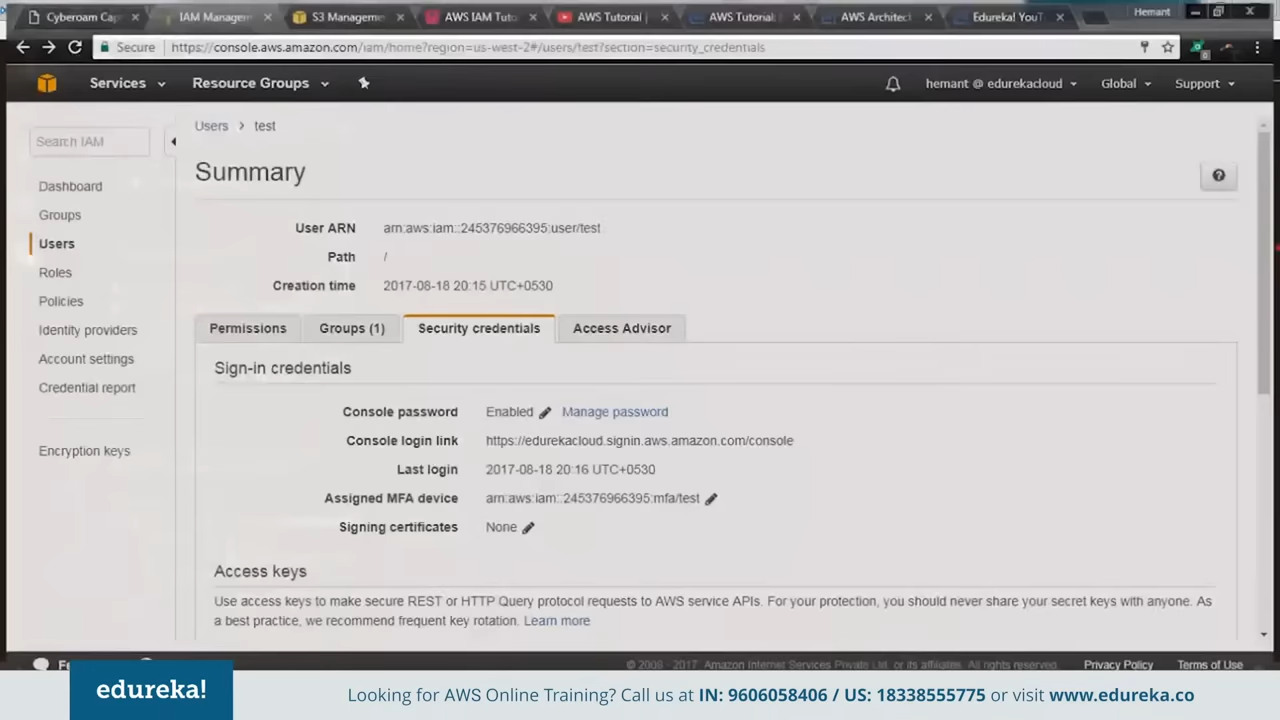 Cyberoam Cap
IAM Managem
S3 Manageme
AWS IAM Tuto
AWS Tutorial
AWS Tutorial
AWS Architect
Edureka! YouT
Hemant
Secure
https://console.aws.amazon.com/iam/home?region=us-west-2#/users/test?section=security_credentials
Services
Resource Groups
hemant @ edurekacloud
Global
Support
Search IAM
Dashboard
Groups
Users
Roles
Policies
Identity providers
Account settings
Credential report
Encryption keys
Users > test
Summary
User ARN arn:aws:iam::245376966395:user/test
Path /
Creation time 2017-08-18 20:15 UTC+0530
Permissions
Groups (1)
Security credentials
Access Advisor
Sign-in credentials
Console password Enabled Manage password
Console login link https://edurekacloud.signin.aws.amazon.com/console
Last login 2017-08-18 20:16 UTC+0530
Assigned MFA device arn:aws:iam::245376966395:mfa/test
Signing certificates None
Access keys
Use access keys to make secure REST or HTTP Query protocol requests to AWS service APIs. For your protection, you should never share your secret keys with anyone. As
a best practice, we recommend frequent key rotation. Learn more
© 2008 - 2017, Amazon Internet Services Private Ltd. or its affiliates. All rights reserved.
Privacy Policy
Terms of Use
edureka!
Looking for AWS Online Training? Call us at IN: 9606058406 / US: 18338555775 or visit www.edureka.co